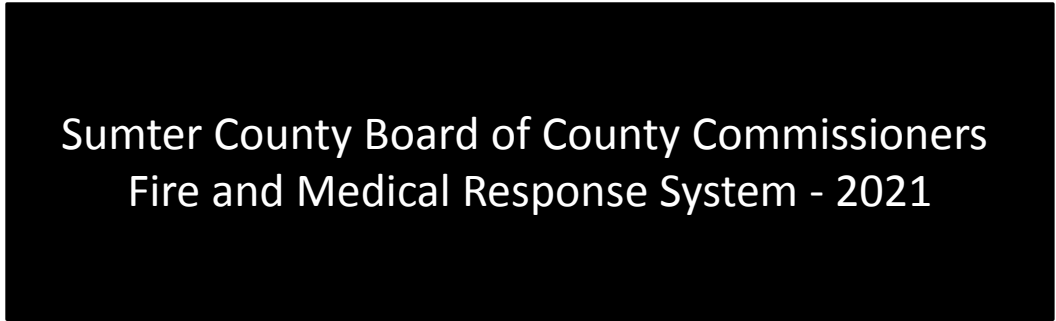 Sumter County Board of County Commissioners
Fire and Medical Response System - 2021